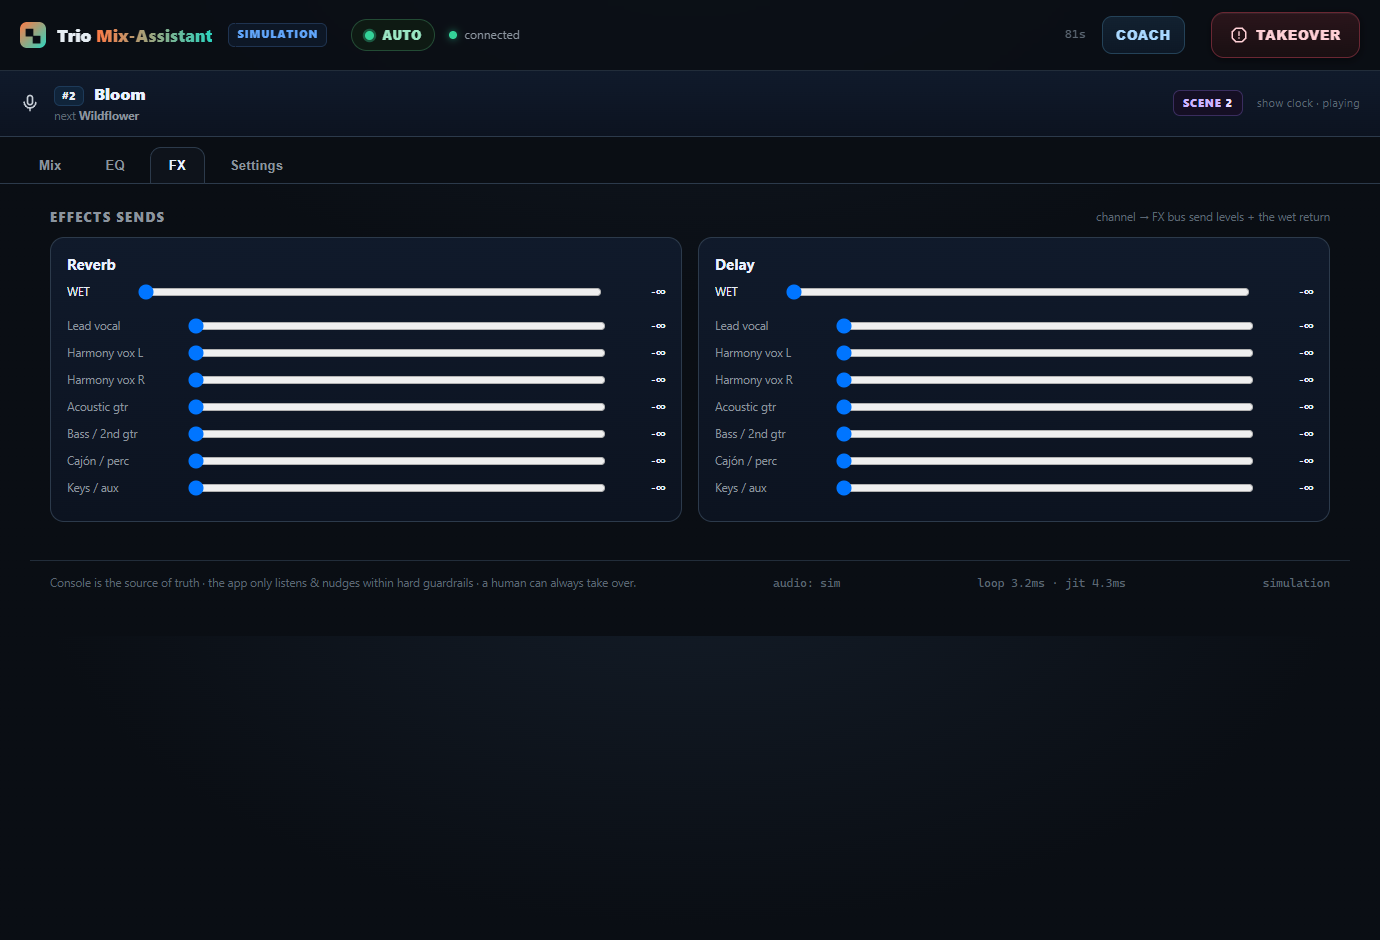 Trio Mix-Assistant SIMULATION AUTO connected 81s COACH TAKEOVER
#2 Bloom
next Wildflower
SCENE 2 show clock · playing
Mix EQ FX Settings
EFFECTS SENDS channel → FX bus send levels + the wet return
Reverb
WET -∞
Lead vocal -∞
Harmony vox L -∞
Harmony vox R -∞
Acoustic gtr -∞
Bass / 2nd gtr -∞
Cajón / perc -∞
Keys / aux -∞
Delay
WET -∞
Lead vocal -∞
Harmony vox L -∞
Harmony vox R -∞
Acoustic gtr -∞
Bass / 2nd gtr -∞
Cajón / perc -∞
Keys / aux -∞
Console is the source of truth · the app only listens & nudges within hard guardrails · a human can always take over. audio: sim loop 3.2ms · jit 4.3ms simulation